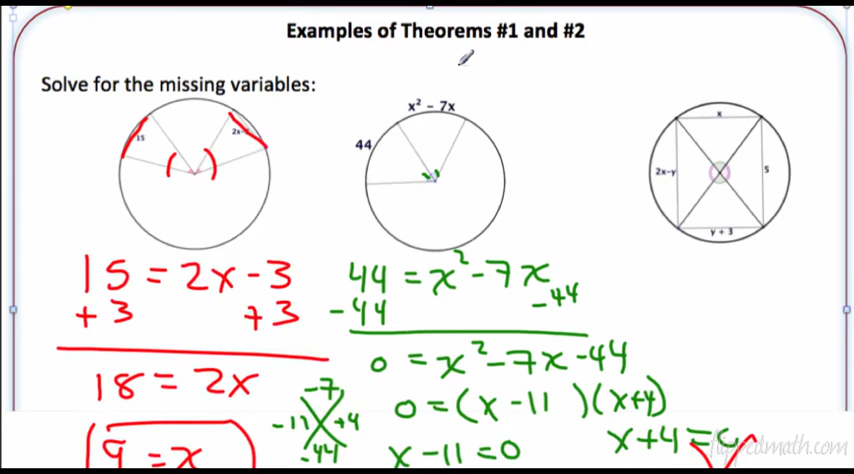 Examples of Theorems #1 and #2
Solve for the missing variables:
15
x² – 7x
44
x
2x-y
5
y + 3
15 = 2x - 3
+ 3 +3
18 = 2x
9 = x
44 = x² - 7x
-44 -44
0 = x² - 7x - 44
0 = (x - 11)(x+4)
-7
-11 +4
-44
x - 11 = 0
x + 4 =
flippedmath.com